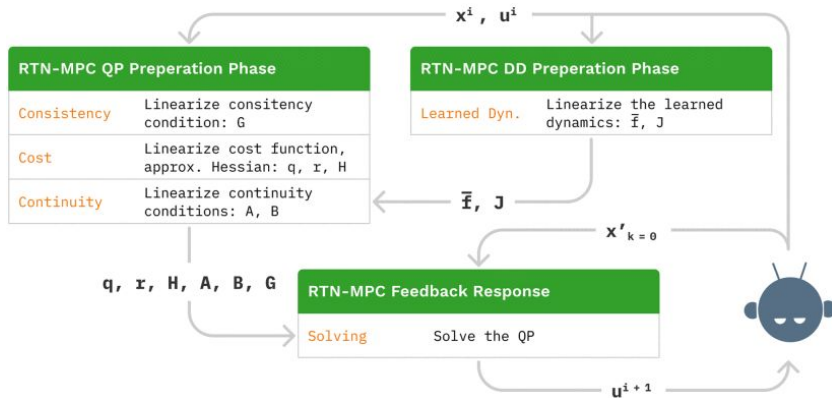 xⁱ, uⁱ
RTN-MPC QP Preperation Phase
Consistency Linearize consitency
condition: G
Cost Linearize cost function,
approx. Hessian: q, r, H
Continuity Linearize continuity
conditions: A, B
RTN-MPC DD Preperation Phase
Learned Dyn. Linearize the learned
dynamics: f̄, J
f̄, J
x′ₖ₌₀
q, r, H, A, B, G
RTN-MPC Feedback Response
Solving Solve the QP
uⁱ⁺¹